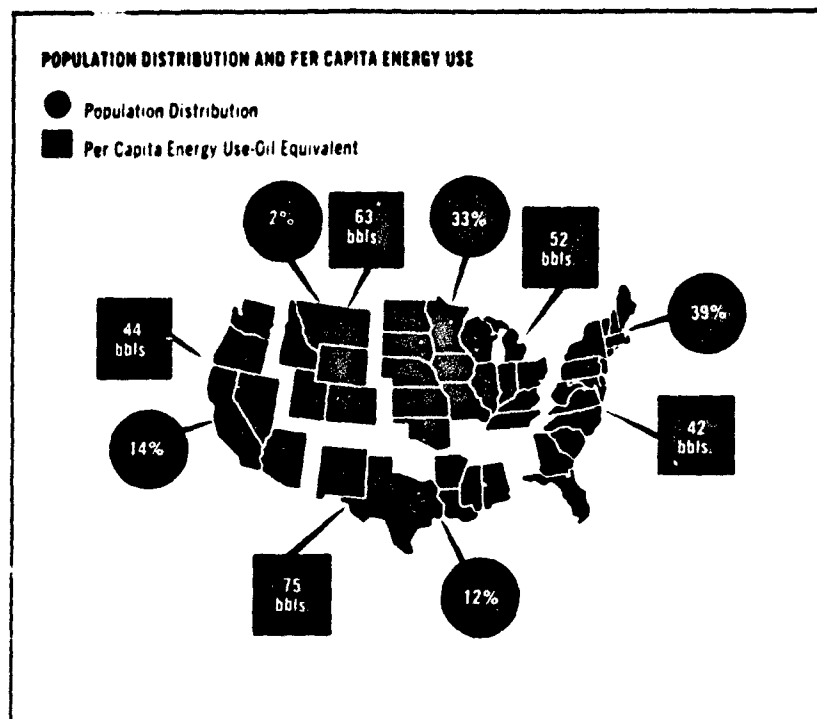 POPULATION DISTRIBUTION AND FER CAPITA ENERGY USE
Population Distribution
Per Capita Energy Use-Oil Equivalent
2%
63
bbls.
33%
52
bbls.
39%
44
bbls
14%
42
bbls.
75
bbls.
12%